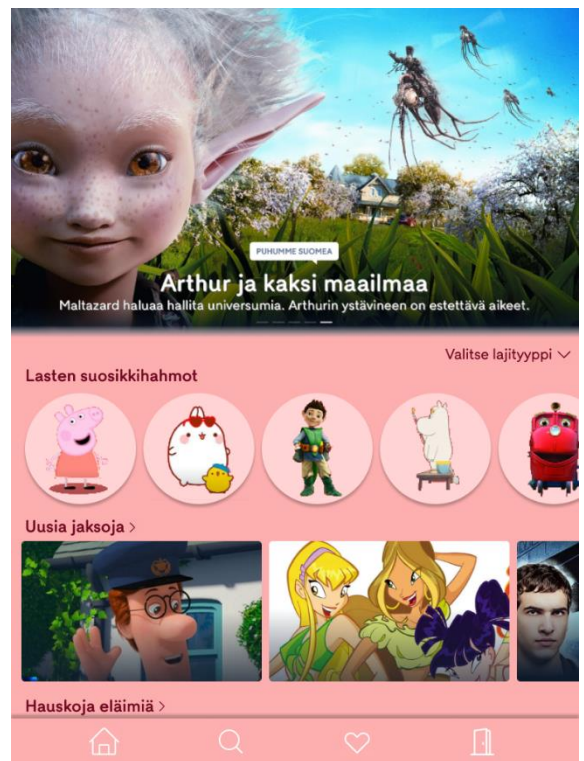 PUHUMME SUOMEA
Arthur ja kaksi maailmaa
Maltazard haluaa hallita universumia. Arthurin ystävineen on estettävä aikeet.
Valitse lajityyppi
Lasten suosikkihahmot
Uusia jaksoja >
Hauskoja eläimiä >